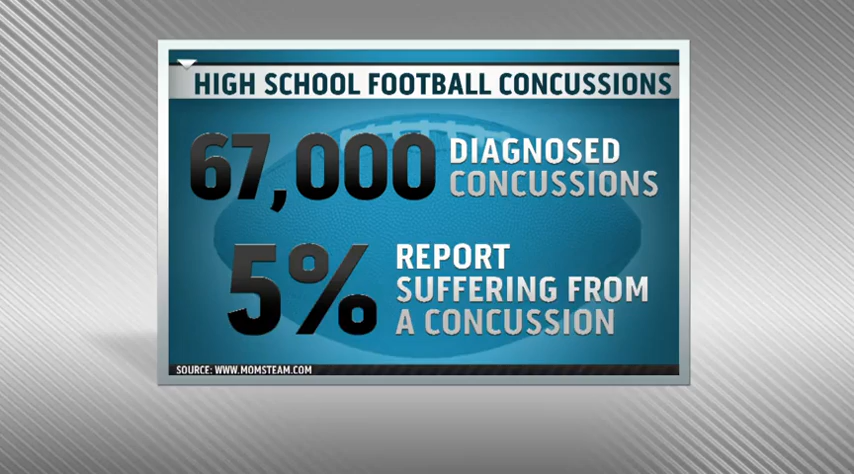 HIGH SCHOOL FOOTBALL CONCUSSIONS
67,000 DIAGNOSED
CONCUSSIONS
5% REPORT
SUFFERING FROM
A CONCUSSION
SOURCE: WWW.MOMSTEAM.COM